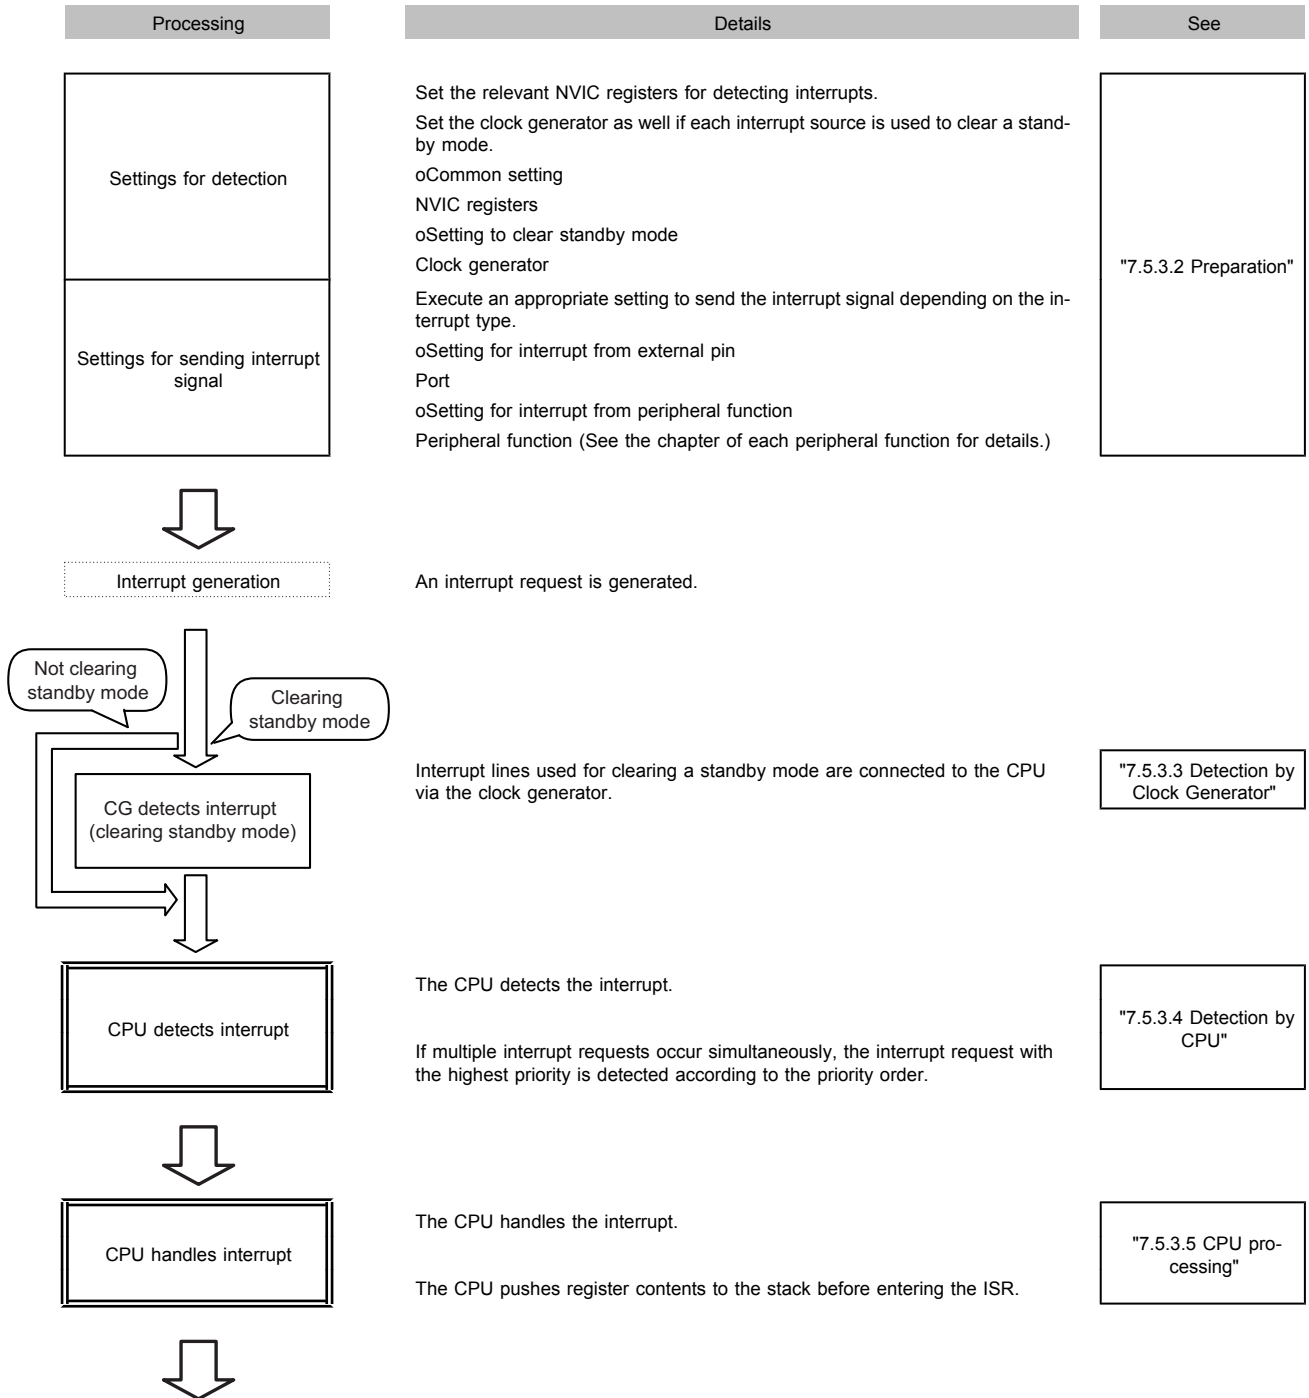 Processing
Details
See
Settings for detection
Set the relevant NVIC registers for detecting interrupts.
Set the clock generator as well if each interrupt source is used to clear a stand-
by mode.
oCommon setting
NVIC registers
oSetting to clear standby mode
Clock generator
"7.5.3.2 Preparation"
Settings for sending interrupt
signal
Execute an appropriate setting to send the interrupt signal depending on the in-
terrupt type.
oSetting for interrupt from external pin
Port
oSetting for interrupt from peripheral function
Peripheral function (See the chapter of each peripheral function for details.)
Interrupt generation
An interrupt request is generated.
Not clearing
standby mode
Clearing
standby mode
CG detects interrupt
(clearing standby mode)
Interrupt lines used for clearing a standby mode are connected to the CPU
via the clock generator.
"7.5.3.3 Detection by
Clock Generator"
CPU detects interrupt
The CPU detects the interrupt.
If multiple interrupt requests occur simultaneously, the interrupt request with
the highest priority is detected according to the priority order.
"7.5.3.4 Detection by
CPU"
CPU handles interrupt
The CPU handles the interrupt.
The CPU pushes register contents to the stack before entering the ISR.
"7.5.3.5 CPU pro-
cessing"